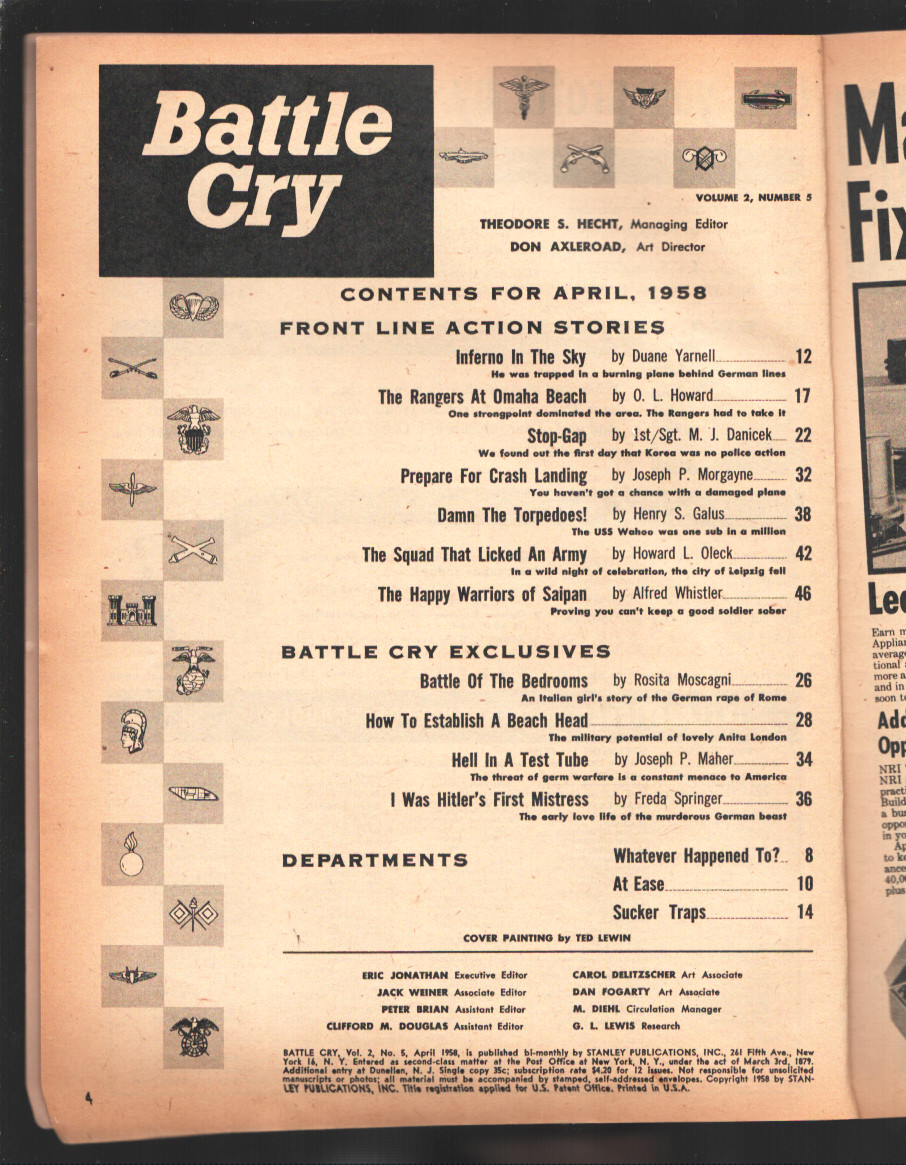 Battle
Cry
VOLUME 2, NUMBER 5
THEODORE S. HECHT, Managing Editor
DON AXLEROAD, Art Director
CONTENTS FOR APRIL, 1958
FRONT LINE ACTION STORIES
Inferno In The Sky by Duane Yarnell 12
He was trapped in a burning plane behind German lines
The Rangers At Omaha Beach by O. L. Howard 17
One strongpoint dominated the area. The Rangers had to take it
Stop-Gap by 1st/Sgt. M. J. Danicek 22
We found out the first day that Korea was no police action
Prepare For Crash Landing by Joseph P. Morgayne 32
You haven't got a chance with a damaged plane
Damn The Torpedoes! by Henry S. Galus 38
The USS Wahoo was one sub in a million
The Squad That Licked An Army by Howard L. Oleck 42
In a wild night of celebration, the city of Leipzig fell
The Happy Warriors of Saipan by Alfred Whistler 46
Proving you can't keep a good soldier sober
BATTLE CRY EXCLUSIVES
Battle Of The Bedrooms by Rosita Moscagni 26
An Italian girl's story of the German rape of Rome
How To Establish A Beach Head 28
The military potential of lovely Anita London
Hell In A Test Tube by Joseph P. Maher 34
The threat of germ warfare is a constant menace to America
I Was Hitler's First Mistress by Freda Springer 36
The early love life of the murderous German beast
DEPARTMENTS
Whatever Happened To? 8
At Ease 10
Sucker Traps 14
COVER PAINTING by TED LEWIN
ERIC JONATHAN Executive Editor
JACK WEINER Associate Editor
PETER BRIAN Assistant Editor
CLIFFORD M. DOUGLAS Assistant Editor
CAROL DELITZSCHER Art Associate
DAN FOGARTY Art Associate
M. DIEHL Circulation Manager
G. L. LEWIS Research
BATTLE CRY, Vol. 2, No. 5, April 1958, is published bi-monthly by STANLEY PUBLICATIONS, INC., 261 Fifth Ave., New
York 16, N. Y. Entered as second-class matter at the Post Office at New York, N. Y., under the act of March 3rd, 1879.
Additional entry at Dunellen, N. J. Single copy 35c; subscription rate $4.20 for 12 issues. Not responsible for unsolicited
manuscripts or photos; all material must be accompanied by stamped, self-addressed envelopes. Copyright 1958 by STAN-
LEY PUBLICATIONS, INC. Title registration applied for U.S. Patent Office. Printed in U.S.A.
4
Earn
and in
soon
NRI
NRI
in
to
40,0
plus